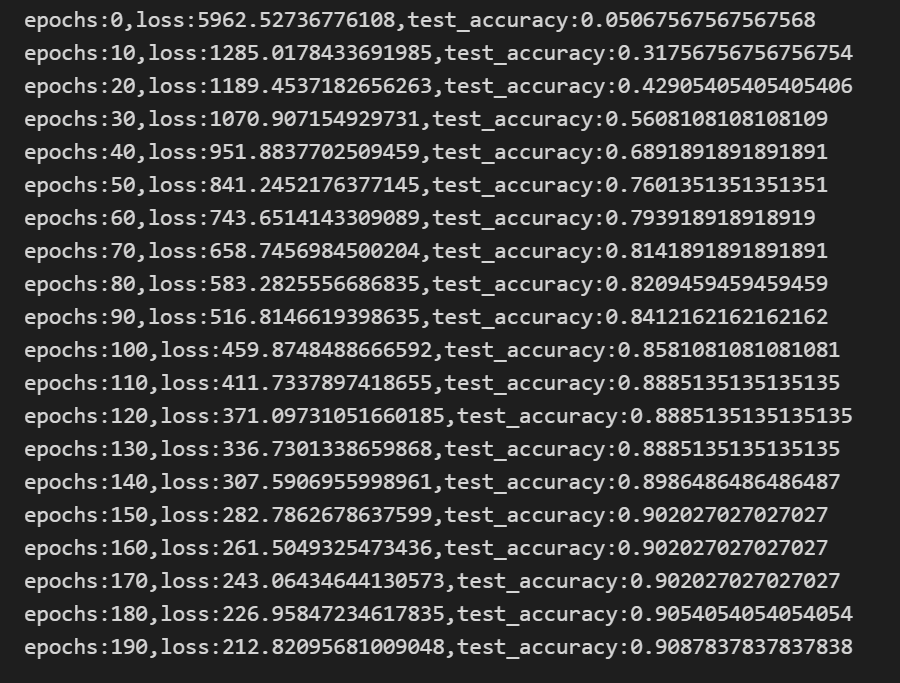 epochs:0,loss:5962.52736776108,test_accuracy:0.05067567567567568
epochs:10,loss:1285.0178433691985,test_accuracy:0.31756756756756754
epochs:20,loss:1189.4537182656263,test_accuracy:0.42905405405405406
epochs:30,loss:1070.907154929731,test_accuracy:0.5608108108108109
epochs:40,loss:951.8837702509459,test_accuracy:0.6891891891891891
epochs:50,loss:841.2452176377145,test_accuracy:0.7601351351351351
epochs:60,loss:743.6514143309089,test_accuracy:0.793918918918919
epochs:70,loss:658.7456984500204,test_accuracy:0.8141891891891891
epochs:80,loss:583.2825556686835,test_accuracy:0.8209459459459459
epochs:90,loss:516.8146619398635,test_accuracy:0.8412162162162162
epochs:100,loss:459.8748488666592,test_accuracy:0.8581081081081081
epochs:110,loss:411.7337897418655,test_accuracy:0.8885135135135135
epochs:120,loss:371.09731051660185,test_accuracy:0.8885135135135135
epochs:130,loss:336.7301338659868,test_accuracy:0.8885135135135135
epochs:140,loss:307.5906955998961,test_accuracy:0.8986486486486487
epochs:150,loss:282.7862678637599,test_accuracy:0.902027027027027
epochs:160,loss:261.5049325473436,test_accuracy:0.902027027027027
epochs:170,loss:243.06434644130573,test_accuracy:0.902027027027027
epochs:180,loss:226.95847234617835,test_accuracy:0.9054054054054054
epochs:190,loss:212.82095681009048,test_accuracy:0.9087837837837838